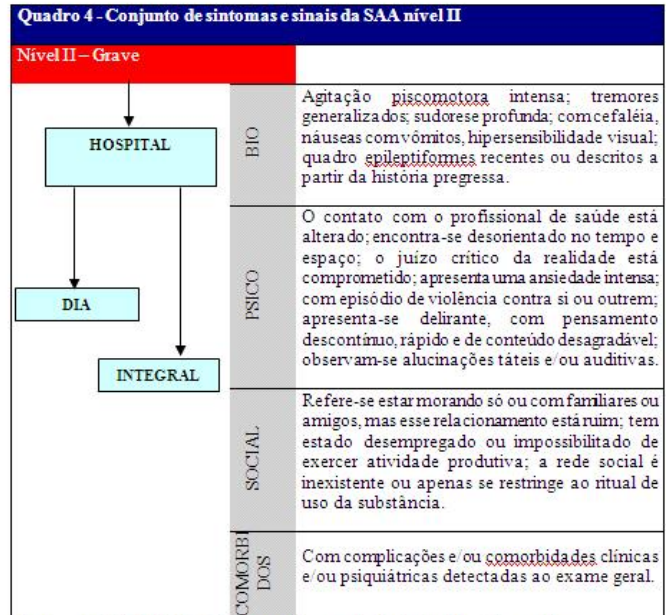 Quadro 4 - Conjunto de sintomas e sinais da SAA nível II
Nível II – Grave
HOSPITAL
DIA
INTEGRAL
BIO
Agitação piscomotora intensa; tremores
generalizados; sudorese profunda; com cefaléia,
náuseas com vômitos, hipersensibilidade visual;
quadro epileptiformes recentes ou descritos a
partir da história pregressa.
PSICO
O contato com o profissional de saúde está
alterado; encontra-se desorientado no tempo e
espaço; o juízo crítico da realidade está
comprometido; apresenta uma ansiedade intensa;
com episódio de violência contra si ou outrem;
apresenta-se delirante, com pensamento
descontínuo, rápido e de conteúdo desagradável;
observam-se alucinações táteis e/ou auditivas.
SOCIAL
Refere-se estar morando só ou com familiares ou
amigos, mas esse relacionamento está ruim; tem
estado desempregado ou impossibilitado de
exercer atividade produtiva; a rede social é
inexistente ou apenas se restringe ao ritual de
uso da substância.
COMORBI
DOS
Com complicações e/ou comorbidades clínicas
e/ou psiquiátricas detectadas ao exame geral.